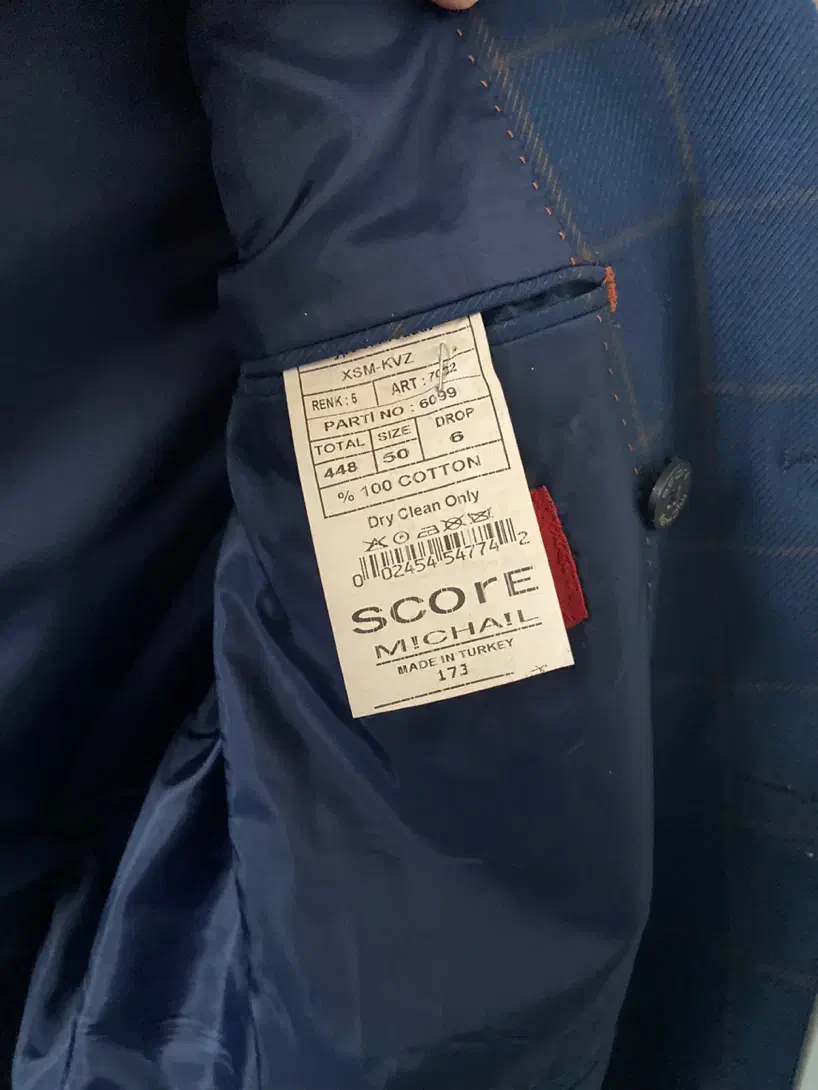 XSM-KVZ
RENK : 5
PARTİ NO : 6099
TOTAL SIZE DROP
448 50 6
% 100 COTTON
Dry Clean Only
0 02454 54774 2
SCOrE
M!CHA!L
MADE IN TURKEY
173